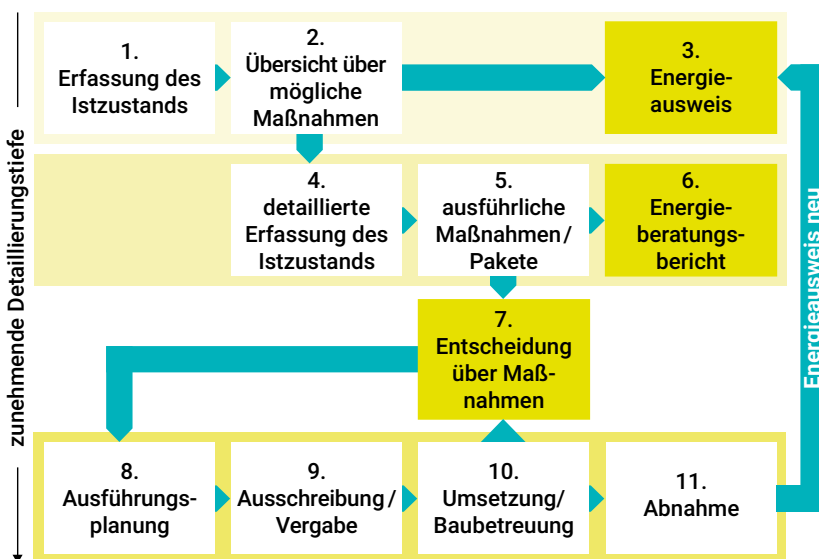 zunehmende Detaillierungstiefe
1.
Erfassung des
Istzustands
2.
Übersicht über
mögliche
Maßnahmen
3.
Energie-
ausweis
4.
detaillierte
Erfassung des
Istzustands
5.
ausführliche
Maßnahmen/
Pakete
6.
Energie-
beratungs-
bericht
7.
Entscheidung
über Maß-
nahmen
8.
Ausführungs-
planung
9.
Ausschreibung/
Vergabe
10.
Umsetzung/
Baubetreuung
11.
Abnahme
Energieausweis neu